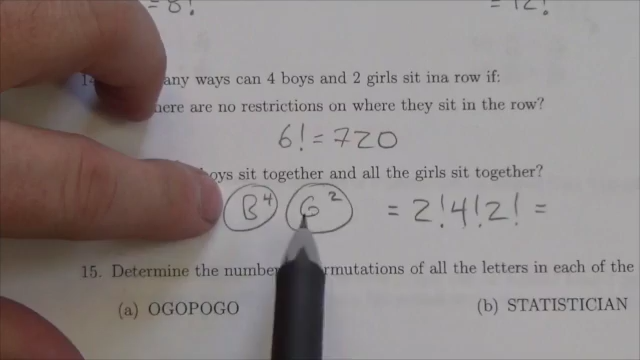 = 8! = 12!
any ways can 4 boys and 2 girls sit ina row if:
here are no restrictions on where they sit in the row?
6! = 720
boys sit together and all the girls sit together?
B⁴ G² = 2!4!2! =
15. Determine the number rmutations of all the letters in each of the
(a) OGOPOGO (b) STATISTICIAN